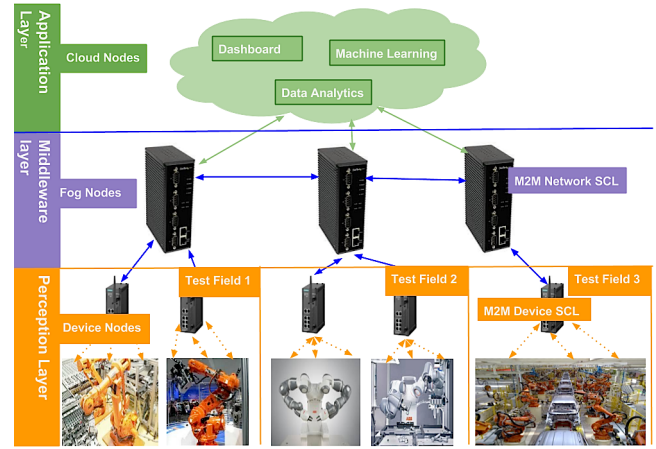 Application
Layer
Cloud Nodes
Dashboard
Machine Learning
Data Analytics
Middleware
layer
Fog Nodes
M2M Network SCL
Perception Layer
Test Field 1
Test Field 2
Test Field 3
Device Nodes
M2M Device SCL